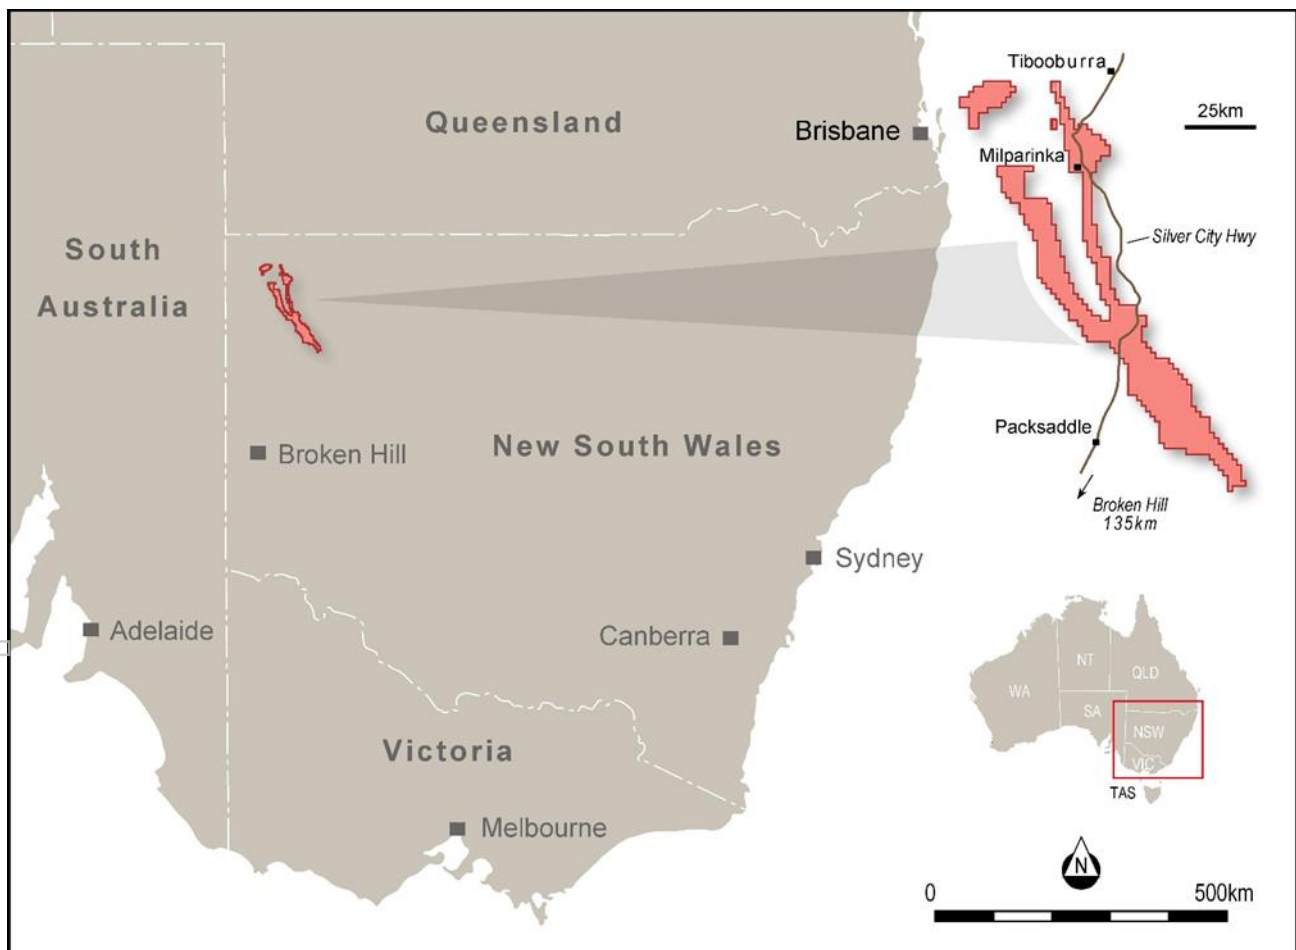 Queensland
Brisbane
South
Australia
Broken Hill
New South Wales
Sydney
Adelaide
Canberra
Victoria
Melbourne
Tibooburra
25km
Milparinka
Silver City Hwy
Packsaddle
Broken Hill
135km
NT
QLD
WA
SA
NSW
VIC
TAS
N
0 500km